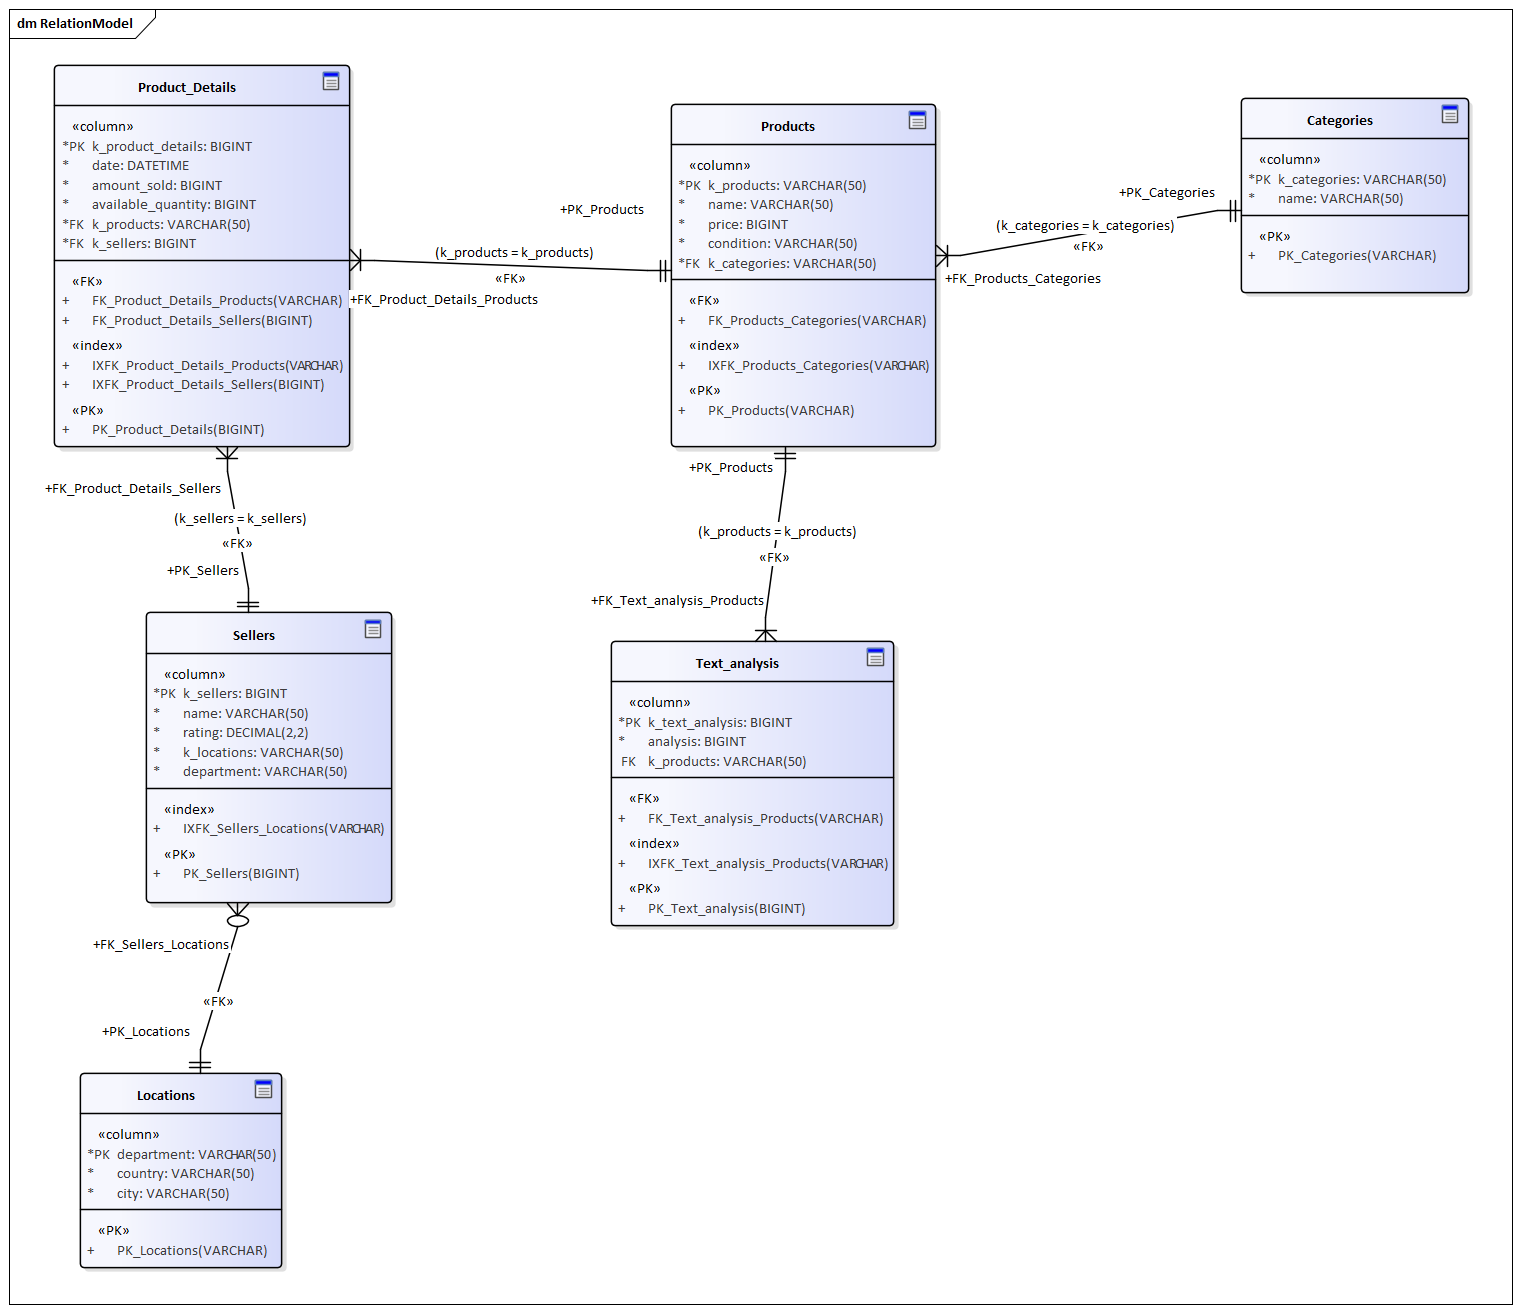 dm RelationModel
Product_Details
«column»
*PK k_product_details: BIGINT
* date: DATETIME
* amount_sold: BIGINT
* available_quantity: BIGINT
*FK k_products: VARCHAR(50)
*FK k_sellers: BIGINT
«FK»
+ FK_Product_Details_Products(VARCHAR)
+ FK_Product_Details_Sellers(BIGINT)
«index»
+ IXFK_Product_Details_Products(VARCHAR)
+ IXFK_Product_Details_Sellers(BIGINT)
«PK»
+ PK_Product_Details(BIGINT)
+PK_Products
(k_products = k_products)
«FK»
+FK_Product_Details_Products
Products
«column»
*PK k_products: VARCHAR(50)
* name: VARCHAR(50)
* price: BIGINT
* condition: VARCHAR(50)
*FK k_categories: VARCHAR(50)
«FK»
+ FK_Products_Categories(VARCHAR)
«index»
+ IXFK_Products_Categories(VARCHAR)
«PK»
+ PK_Products(VARCHAR)
+PK_Categories
(k_categories = k_categories)
«FK»
+FK_Products_Categories
Categories
«column»
*PK k_categories: VARCHAR(50)
* name: VARCHAR(50)
«PK»
+ PK_Categories(VARCHAR)
+FK_Product_Details_Sellers
(k_sellers = k_sellers)
«FK»
+PK_Sellers
+PK_Products
(k_products = k_products)
«FK»
+FK_Text_analysis_Products
Sellers
«column»
*PK k_sellers: BIGINT
* name: VARCHAR(50)
* rating: DECIMAL(2,2)
* k_locations: VARCHAR(50)
* department: VARCHAR(50)
«index»
+ IXFK_Sellers_Locations(VARCHAR)
«PK»
+ PK_Sellers(BIGINT)
Text_analysis
«column»
*PK k_text_analysis: BIGINT
* analysis: BIGINT
FK k_products: VARCHAR(50)
«FK»
+ FK_Text_analysis_Products(VARCHAR)
«index»
+ IXFK_Text_analysis_Products(VARCHAR)
«PK»
+ PK_Text_analysis(BIGINT)
+FK_Sellers_Locations
«FK»
+PK_Locations
Locations
«column»
*PK department: VARCHAR(50)
* country: VARCHAR(50)
* city: VARCHAR(50)
«PK»
+ PK_Locations(VARCHAR)